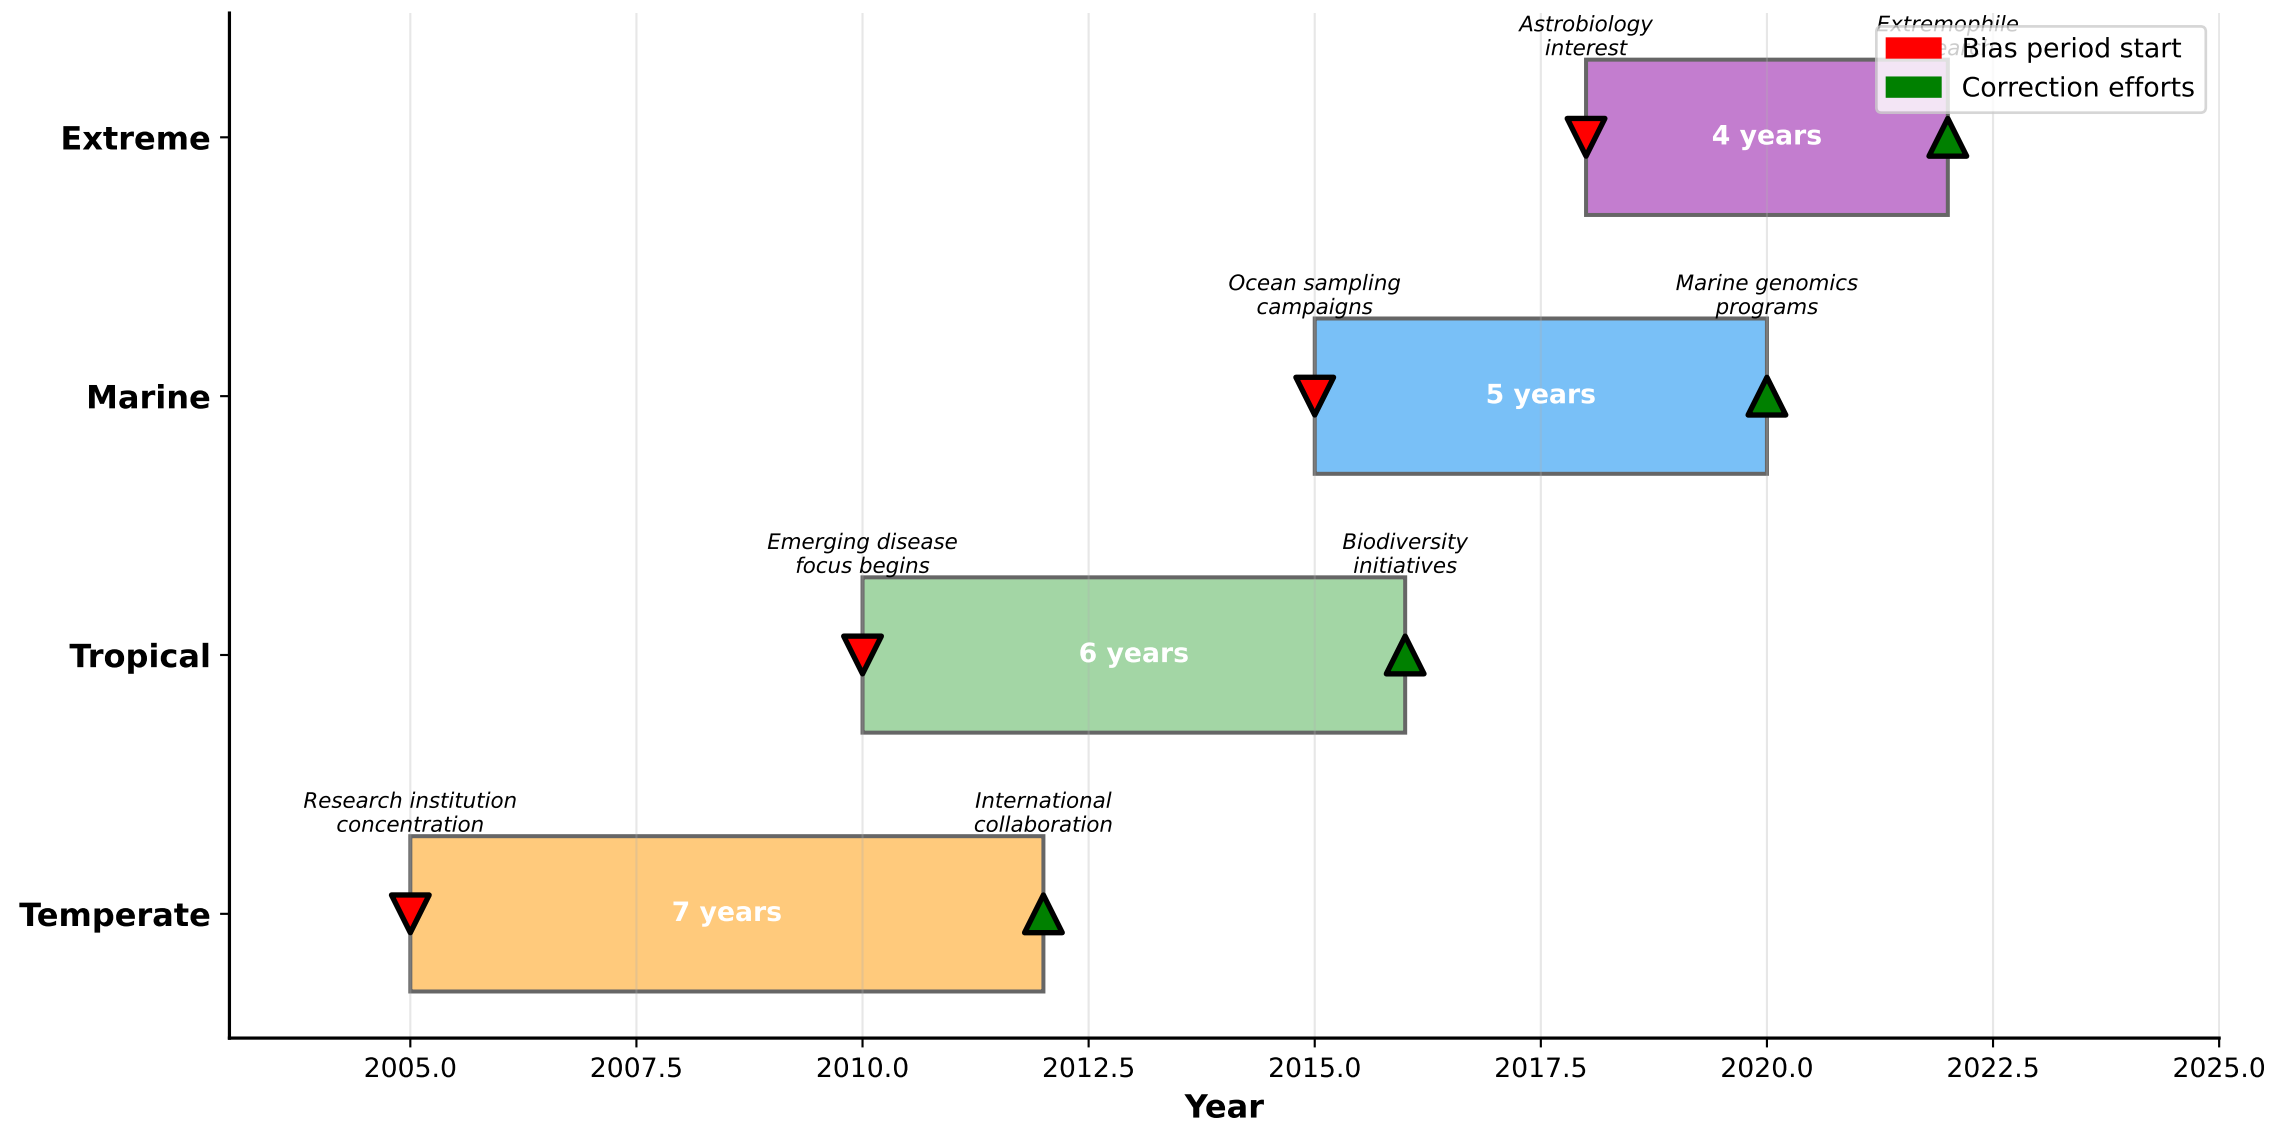 Astrobiology
interest
Extremophile
Bias period start
Correction efforts
Extreme
4 years
Ocean sampling
campaigns
Marine genomics
programs
Marine
5 years
Emerging disease
focus begins
Biodiversity
initiatives
Tropical
6 years
Research institution
concentration
International
collaboration
Temperate
7 years
2005.0 2007.5 2010.0 2012.5 2015.0 2017.5 2020.0 2022.5 2025.0
Year